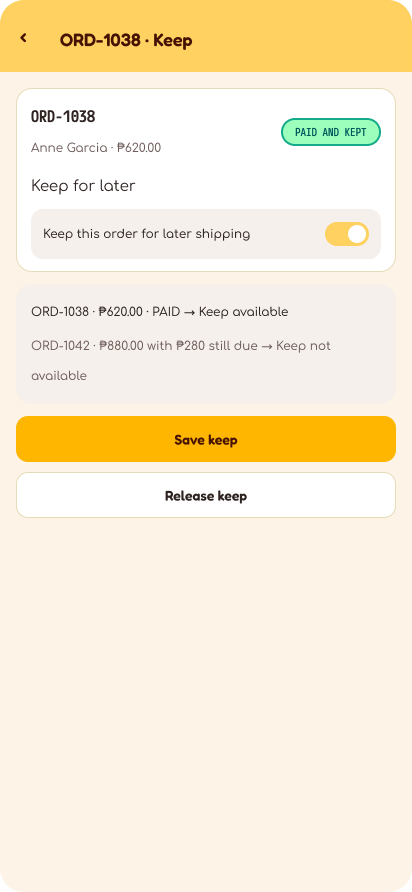 ORD-1038 · Keep
ORD-1038
Anne Garcia · ₱620.00
PAID AND KEPT
Keep for later
Keep this order for later shipping
ORD-1038 · ₱620.00 · PAID → Keep available
ORD-1042 · ₱880.00 with ₱280 still due → Keep not
available
Save keep
Release keep